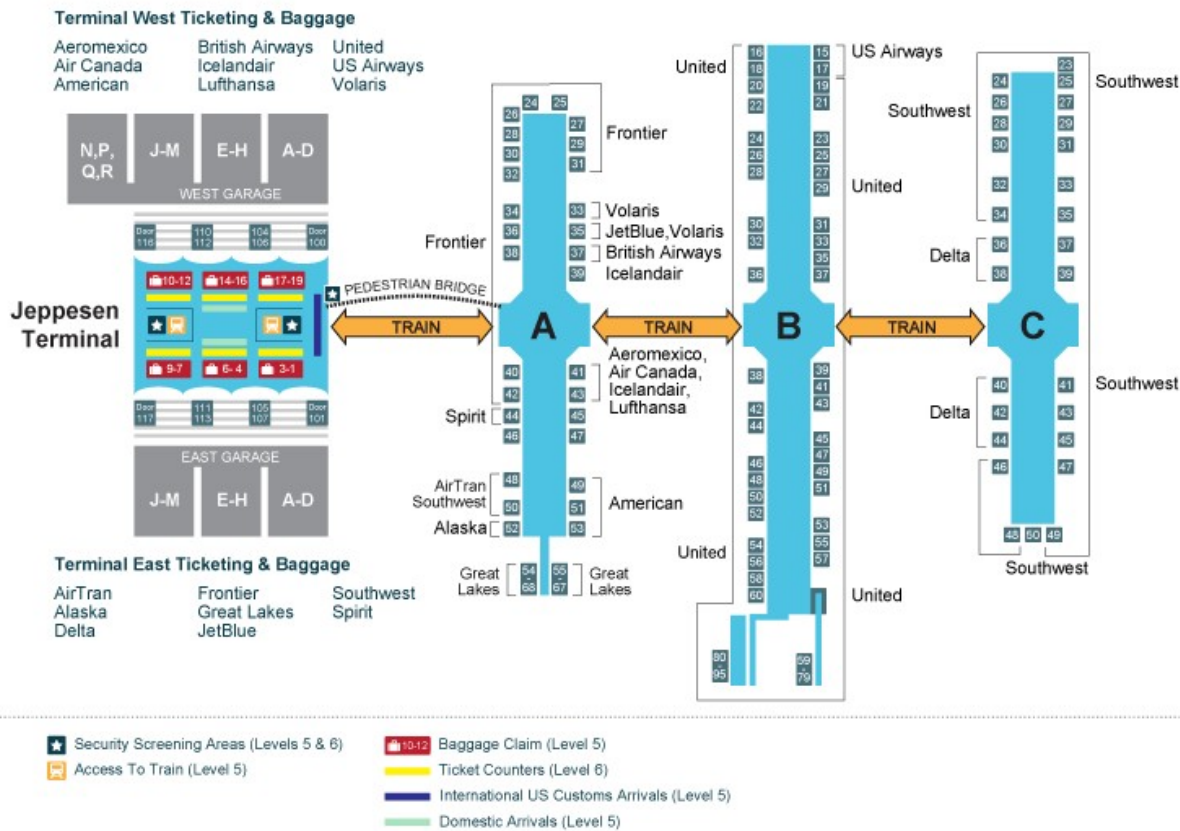 Terminal West Ticketing & Baggage
Aeromexico British Airways United
Air Canada Icelandair US Airways
American Lufthansa Volaris
N,P,
Q,R
J-M
E-H
A-D
WEST GARAGE
Door
116
110
112
104
106
Door
100
10-12
14-16
17-19
Jeppesen
Terminal
9-7
6- 4
3-1
Door
117
111
113
105
107
Door
101
EAST GARAGE
J-M
E-H
A-D
Terminal East Ticketing & Baggage
AirTran Frontier Southwest
Alaska Great Lakes Spirit
Delta JetBlue
PEDESTRIAN BRIDGE
TRAIN
24 25
26
27
28
29
30
31
32
Frontier
34 33 Volaris
36 35 JetBlue,Volaris
Frontier
38 37 British Airways
39 Icelandair
A
40 41
42 43
Aeromexico,
Air Canada,
Icelandair,
Lufthansa
Spirit
44 45
46 47
AirTran
Southwest
48 49
50 51
American
Alaska
52 53
Great
Lakes
54
-
68
55
-
67
Great
Lakes
TRAIN
United
16 15
18 17
US Airways
20 19
22 21
24 23
26 25
28 27
29
United
30 31
32 33
35
36 37
B
38 39
41
42 43
44
45
46 47
48 49
50 51
52
53
54 55
56 57
58
60
United
United
80
-
95
59
-
79
TRAIN
23
24 25
Southwest
26 27
Southwest
28 29
30 31
32 33
34 35
Delta
36 37
38 39
C
40 41
Southwest
Delta
42 43
44 45
46 47
48 50 49
Southwest
Security Screening Areas (Levels 5 & 6)
Access To Train (Level 5)
10-12 Baggage Claim (Level 5)
Ticket Counters (Level 6)
International US Customs Arrivals (Level 5)
Domestic Arrivals (Level 5)